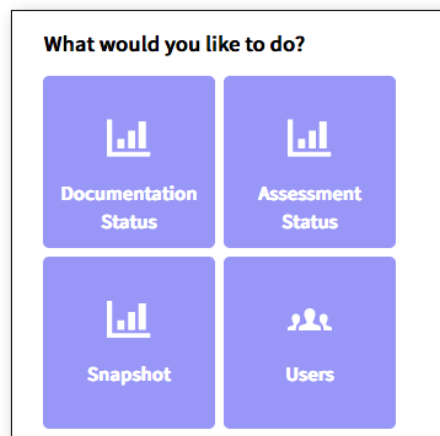 What would you like to do?
Documentation
Status
Assessment
Status
Snapshot
Users